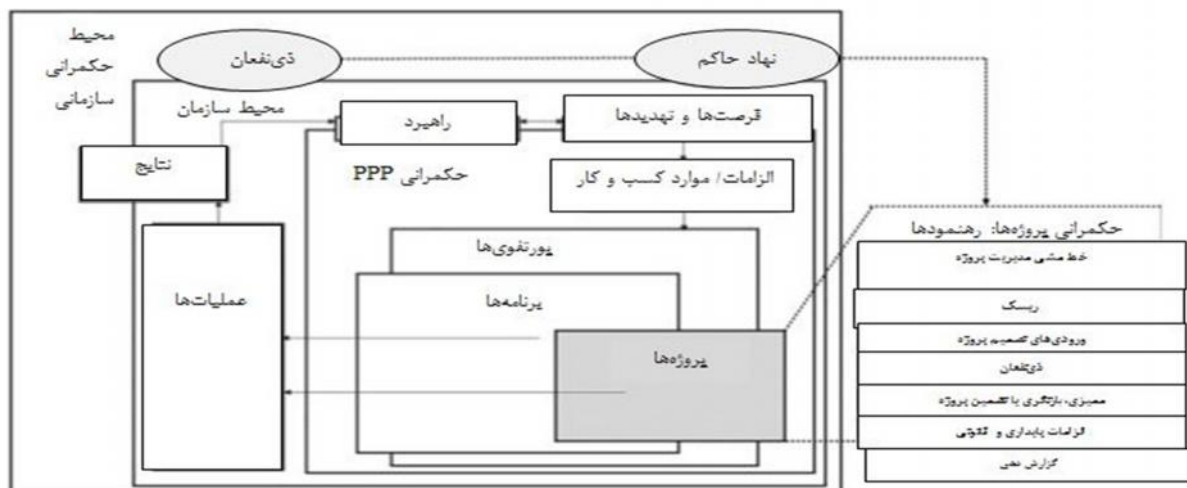 محیط
حکمرانی
سازمانی
ذی‌نفعان
نهاد حاکم
محیط سازمان
راهبرد
فرصت‌ها و تهدیدها
نتایج
حکمرانی PPP
الزامات/ موارد کسب و کار
پورتفوی‌ها
برنامه‌ها
عملیات‌ها
پروژه‌ها
حکمرانی پروژه‌ها: رهنمودها
خط مشی مدیریت پروژه
ریسک
ورودی‌های تصمیم پروژه
ذی‌نفعان
ممیزی، بازنگری یا تضمین پروژه
الزامات پایداری و قانونی
گزارش دهی